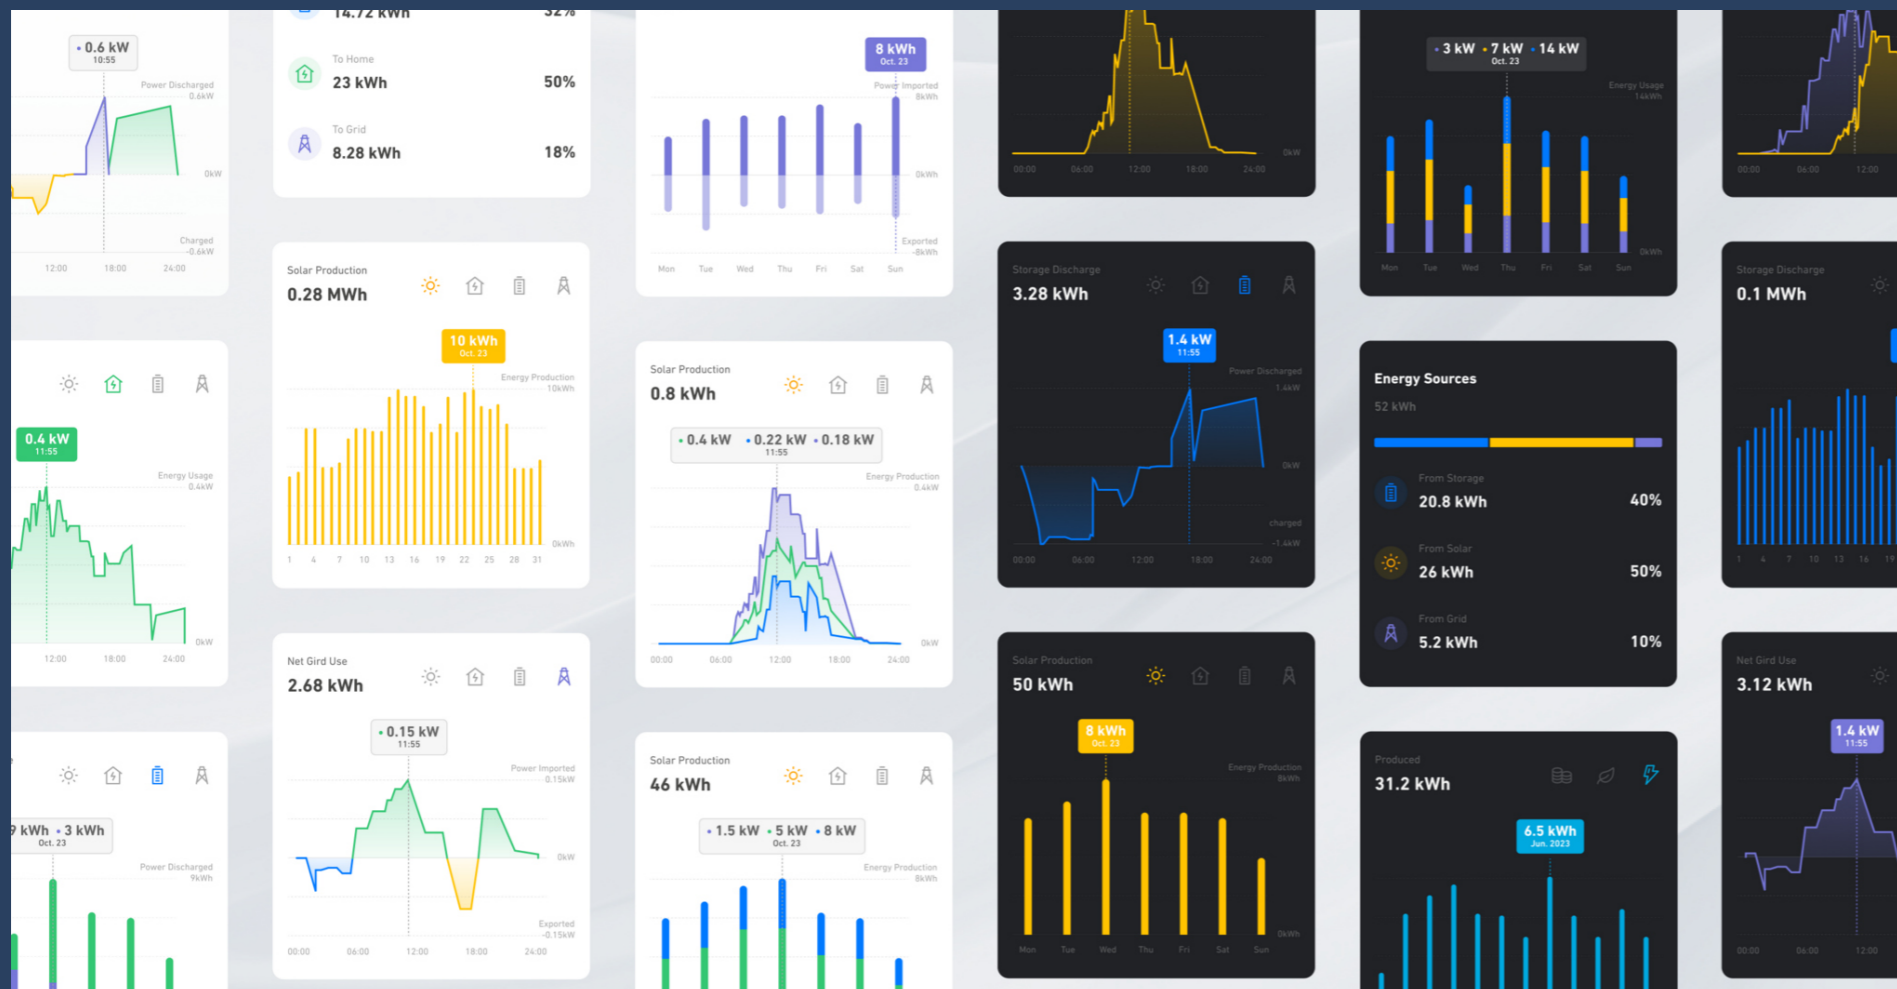 0.6 kW
10:55
Power Discharged
0.6kW
0kW
Charged
-0.6kW
12:00 18:00 24:00
0.4 kW
11:55
Energy Usage
0.4kW
0kW
12:00 18:00 24:00
kWh 3 kWh
Oct. 23
Power Discharged
9kWh
14.72 kWh 32%
To Home
23 kWh 50%
To Grid
8.28 kWh 18%
Solar Production
0.28 MWh
10 kWh
Oct. 23
Energy Production
10kWh
0kWh
1 4 7 10 13 16 19 22 25 28 31
Net Gird Use
2.68 kWh
0.15 kW
11:55
Power Imported
0.15kW
0kW
Exported
-0.15kW
00:00 06:00 12:00 18:00 24:00
8 kWh
Oct. 23
Power Imported
8kWh
0kWh
Exported
-8kWh
Mon Tue Wed Thu Fri Sat Sun
Solar Production
0.8 kWh
0.4 kW 0.22 kW 0.18 kW
11:55
Energy Production
0.4kW
0kW
00:00 06:00 12:00 18:00 24:00
Solar Production
46 kWh
1.5 kW 5 kW 8 kW
Oct. 23
Energy Production
8kWh
0kW
00:00 06:00 12:00 18:00 24:00
Storage Discharge
3.28 kWh
1.4 kW
11:55
Power Discharged
1.4kW
0kW
charged
-1.4kW
00:00 06:00 12:00 18:00 24:00
Solar Production
50 kWh
8 kWh
Oct. 23
Energy Production
8kWh
0kWh
Mon Tue Wed Thu Fri Sat Sun
3 kW 7 kW 14 kW
Oct. 23
Energy Usage
14kWh
0kWh
Mon Tue Wed Thu Fri Sat Sun
Energy Sources
52 kWh
From Storage
20.8 kWh 40%
From Solar
26 kWh 50%
From Grid
5.2 kWh 10%
Produced
31.2 kWh
6.5 kWh
Jun. 2023
00:00 06:00 12:00
Storage Discharge
0.1 MWh
1 4 7 10 13 16 19
Net Gird Use
3.12 kWh
1.4 kW
11:55
00:00 06:00 12:00